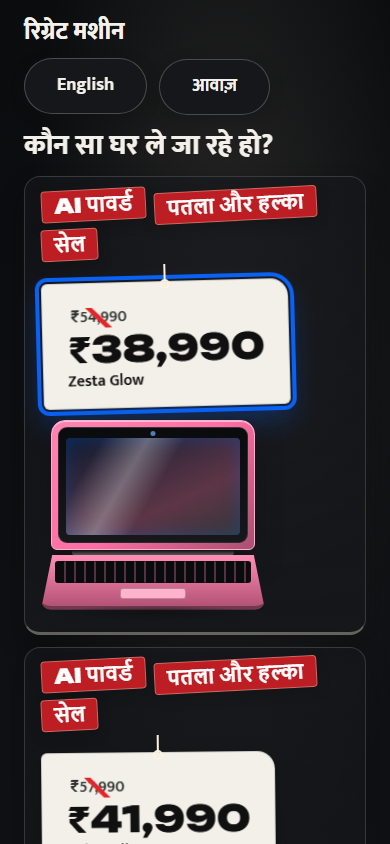 रिग्रेट मशीन
English
आवाज़
कौन सा घर ले जा रहे हो?
AI पावर्ड
पतला और हल्का
सेल
₹54,990
₹38,990
Zesta Glow
AI पावर्ड
पतला और हल्का
सेल
₹57,990
₹41,990